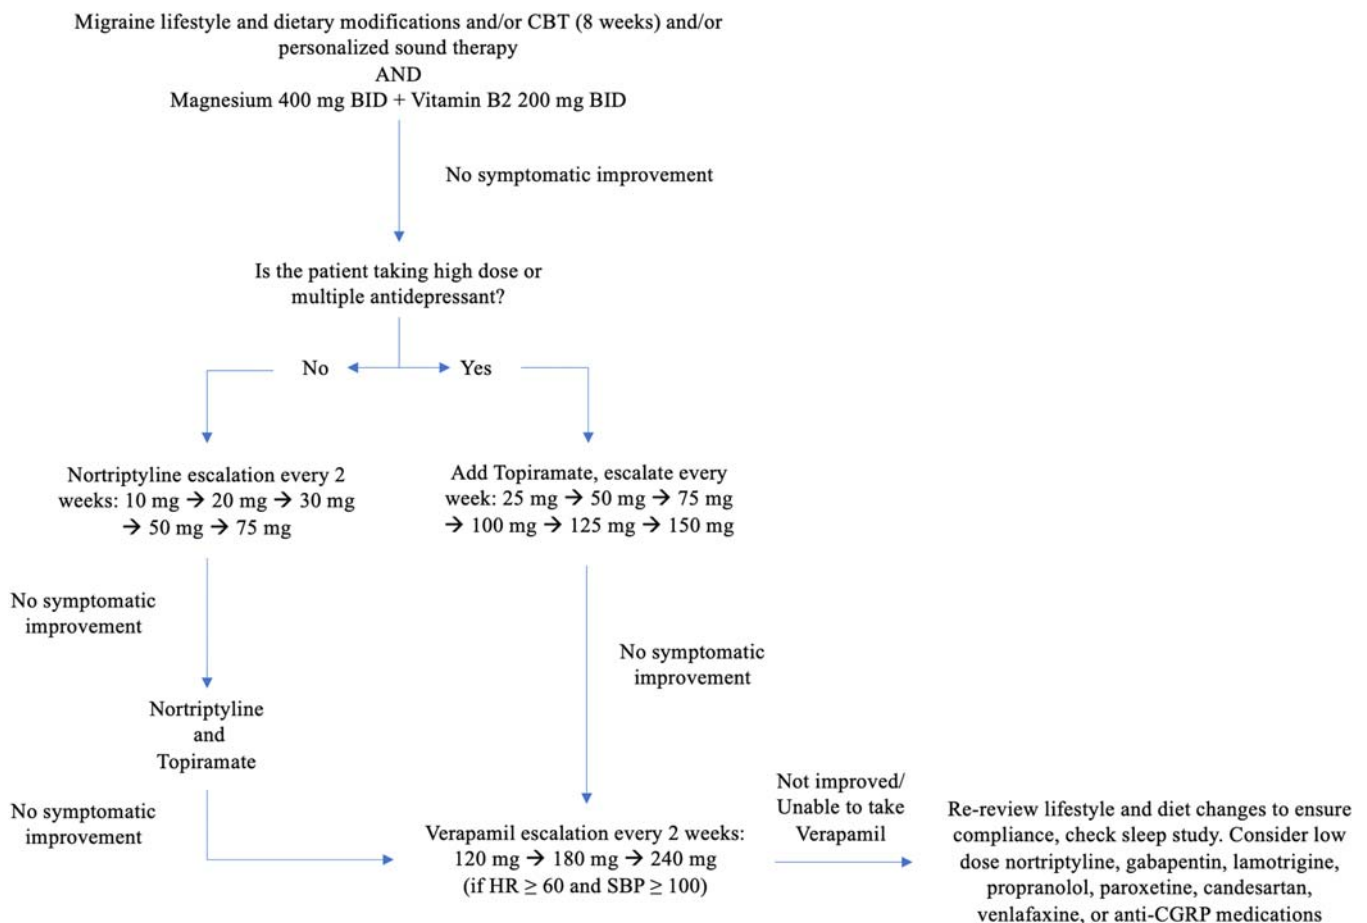 Migraine lifestyle and dietary modifications and/or CBT (8 weeks) and/or
personalized sound therapy
AND
Magnesium 400 mg BID + Vitamin B2 200 mg BID
No symptomatic improvement
Is the patient taking high dose or
multiple antidepressant?
No
Yes
Nortriptyline escalation every 2
weeks: 10 mg → 20 mg → 30 mg
→ 50 mg → 75 mg
Add Topiramate, escalate every
week: 25 mg → 50 mg → 75 mg
→ 100 mg → 125 mg → 150 mg
No symptomatic
improvement
No symptomatic
improvement
Nortriptyline
and
Topiramate
No symptomatic
improvement
Verapamil escalation every 2 weeks:
120 mg → 180 mg → 240 mg
(if HR ≥ 60 and SBP ≥ 100)
Not improved/
Unable to take
Verapamil
Re-review lifestyle and diet changes to ensure
compliance, check sleep study. Consider low
dose nortriptyline, gabapentin, lamotrigine,
propranolol, paroxetine, candesartan,
venlafaxine, or anti-CGRP medications